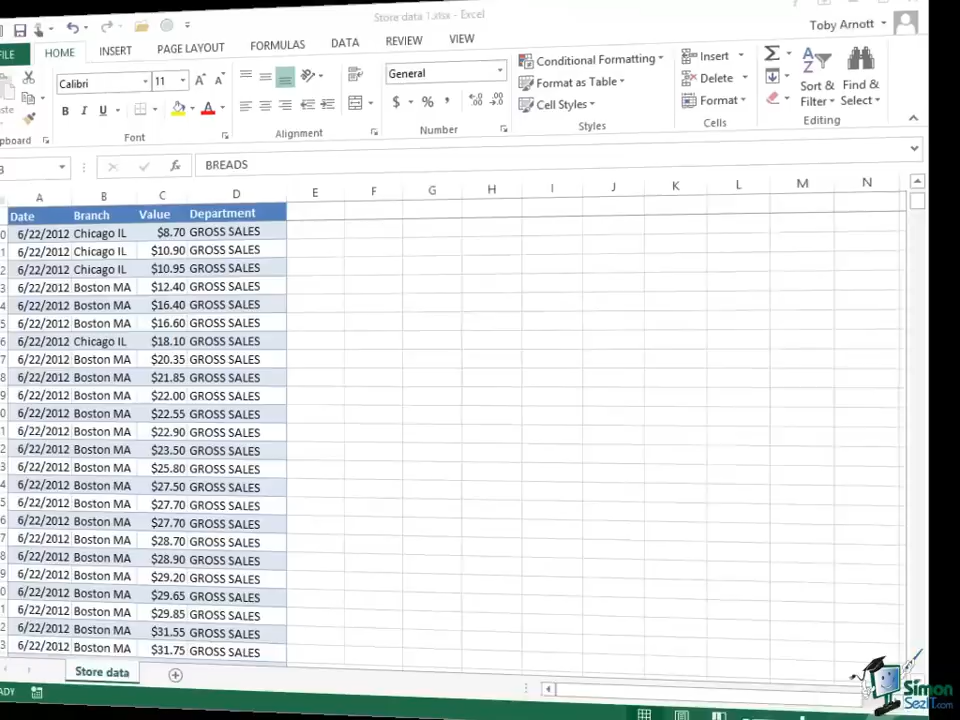 Store data 1.xlsx - Excel
Toby Arnott
FILE HOME INSERT PAGE LAYOUT FORMULAS DATA REVIEW VIEW
Calibri 11 General Conditional Formatting Insert
Format as Table Delete Sort & Find &
B I U $ % Cell Styles Format Filter Select
Font Alignment Number Styles Cells Editing
BREADS
A B C D E F G H I J K L M N
Date Branch Value Department
6/22/2012 Chicago IL $8.70 GROSS SALES
6/22/2012 Chicago IL $10.90 GROSS SALES
6/22/2012 Chicago IL $10.95 GROSS SALES
6/22/2012 Boston MA $12.40 GROSS SALES
6/22/2012 Boston MA $16.40 GROSS SALES
6/22/2012 Boston MA $16.60 GROSS SALES
6/22/2012 Chicago IL $18.10 GROSS SALES
6/22/2012 Boston MA $20.35 GROSS SALES
6/22/2012 Boston MA $21.85 GROSS SALES
6/22/2012 Boston MA $22.00 GROSS SALES
6/22/2012 Boston MA $22.55 GROSS SALES
6/22/2012 Boston MA $22.90 GROSS SALES
6/22/2012 Boston MA $23.50 GROSS SALES
6/22/2012 Boston MA $25.80 GROSS SALES
6/22/2012 Boston MA $27.50 GROSS SALES
6/22/2012 Boston MA $27.70 GROSS SALES
6/22/2012 Boston MA $27.70 GROSS SALES
6/22/2012 Boston MA $28.70 GROSS SALES
6/22/2012 Boston MA $28.90 GROSS SALES
6/22/2012 Boston MA $29.20 GROSS SALES
6/22/2012 Boston MA $29.65 GROSS SALES
6/22/2012 Boston MA $29.85 GROSS SALES
6/22/2012 Boston MA $31.55 GROSS SALES
6/22/2012 Boston MA $31.75 GROSS SALES
Store data
Simon
SezIT.com